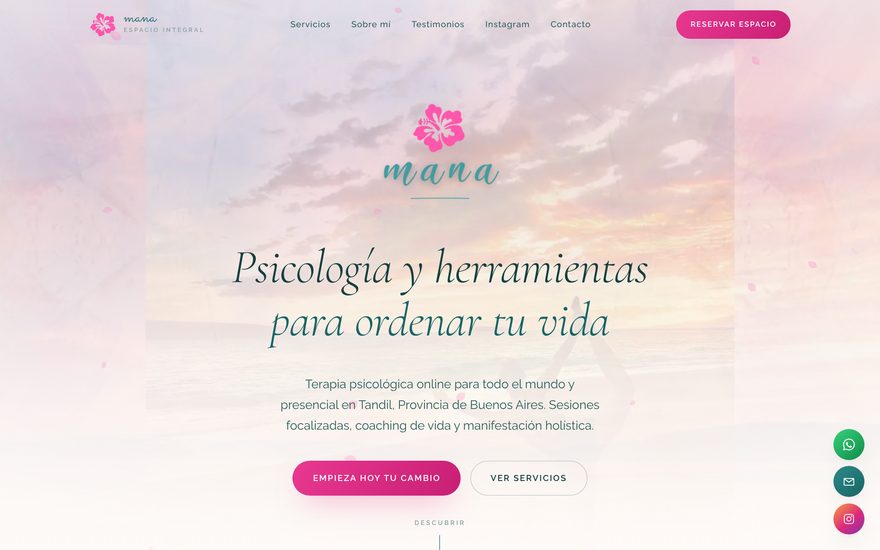 mana
ESPACIO INTEGRAL
Servicios
Sobre mí
Testimonios
Instagram
Contacto
RESERVAR ESPACIO
mana
Psicología y herramientas
para ordenar tu vida
Terapia psicológica online para todo el mundo y
presencial en Tandil, Provincia de Buenos Aires. Sesiones
focalizadas, coaching de vida y manifestación holística.
EMPIEZA HOY TU CAMBIO
VER SERVICIOS
DESCUBRIR